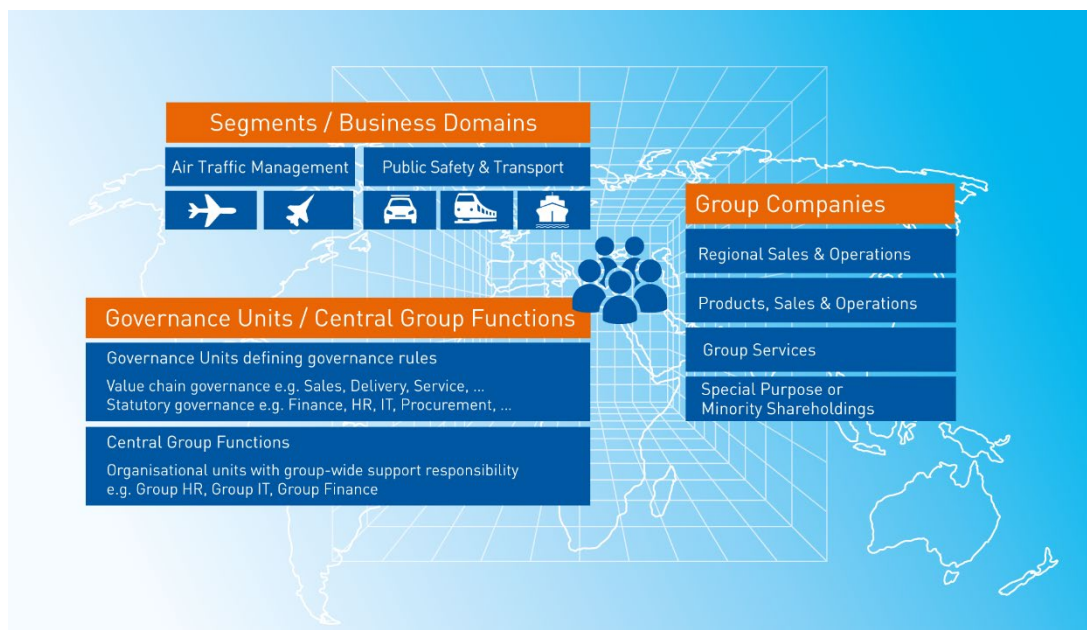 Segments / Business Domains
Air Traffic Management
Public Safety & Transport
Group Companies
Regional Sales & Operations
Products, Sales & Operations
Group Services
Special Purpose or
Minority Shareholdings
Governance Units / Central Group Functions
Governance Units defining governance rules
Value chain governance e.g. Sales, Delivery, Service, ...
Statutory governance e.g. Finance, HR, IT, Procurement, ...
Central Group Functions
Organisational units with group-wide support responsibility
e.g. Group HR, Group IT, Group Finance